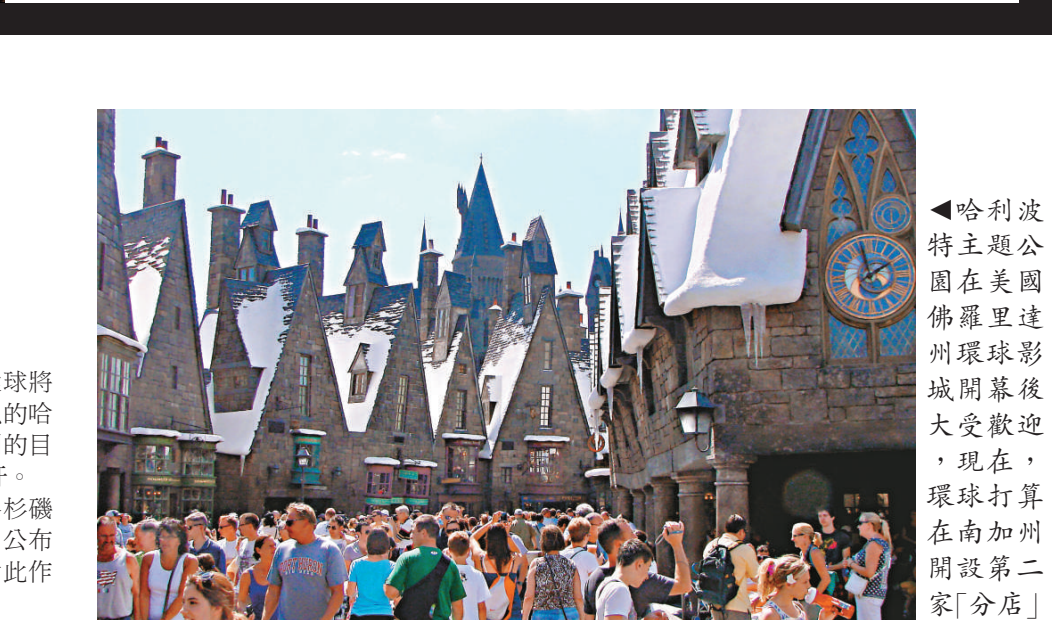 ◀哈利波
特主題公
園在美國
佛羅里達
州環球影
城開幕後
大受歡迎
，現在，
環球打算
在南加州
開設第二
家「分店」
球將
的哈
的目
。
杉磯
公布
此作